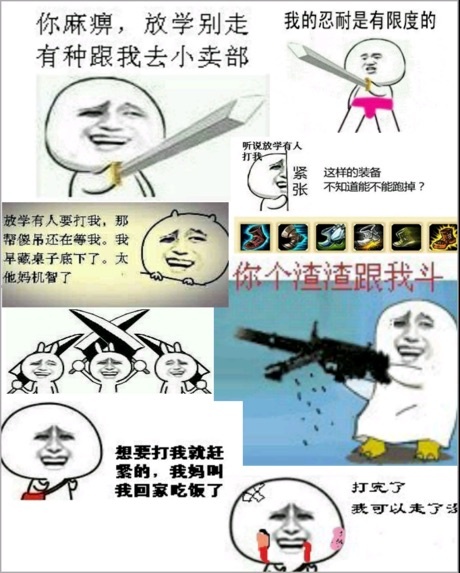 你麻痹，放学别走
有种跟我去小卖部
我的忍耐是有限度的
听说放学有人
打我
紧
张
这样的装备
不知道能不能跑掉？
放学有人要打我，那
帮傻吊还在等我。我
早藏桌子底下了。太
他妈机智了
你个渣渣跟我斗
想要打我就赶
紧的，我妈叫
我回家吃饭了
打完了
我可以走了